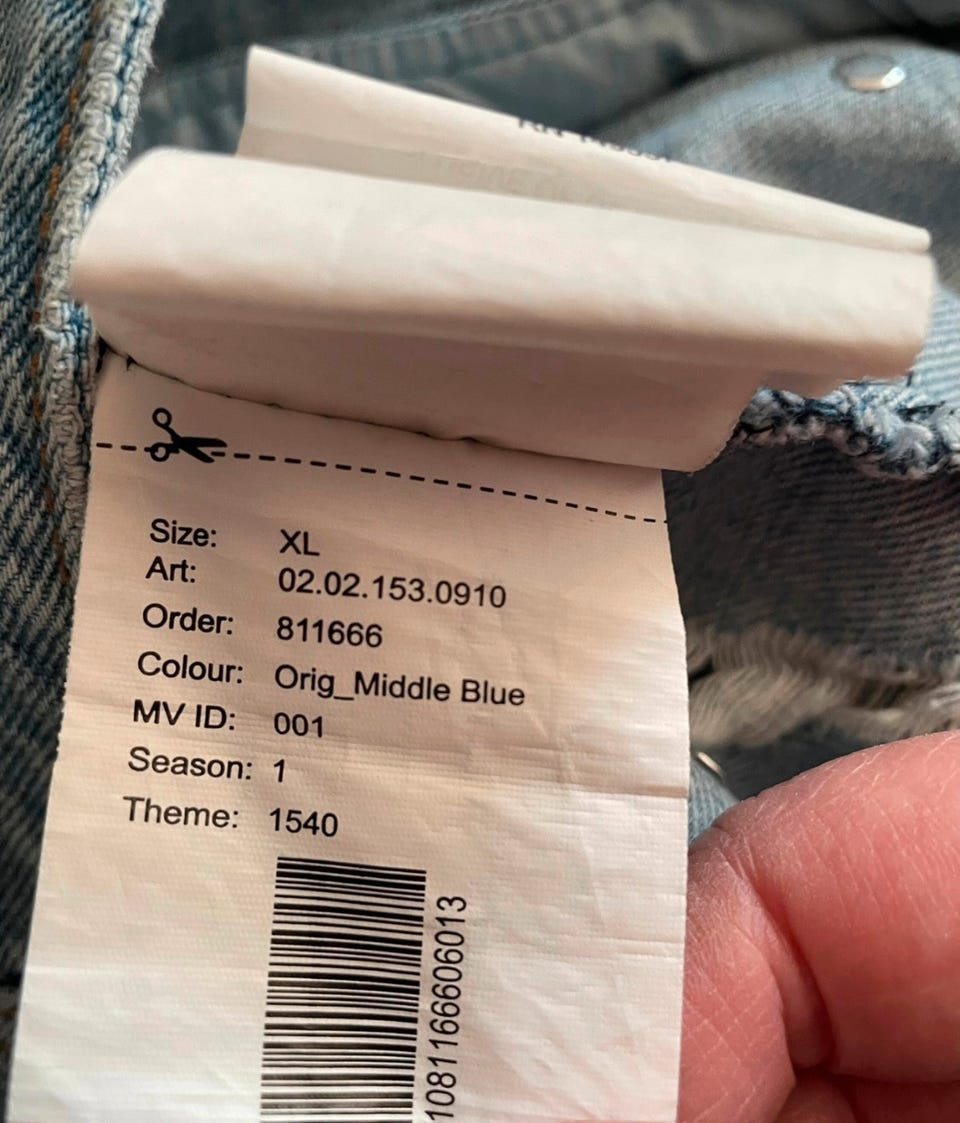 Size: XL
Art: 02.02.153.0910
Order: 811666
Colour: Orig_Middle Blue
MV ID: 001
Season: 1
Theme: 1540
1081166606013